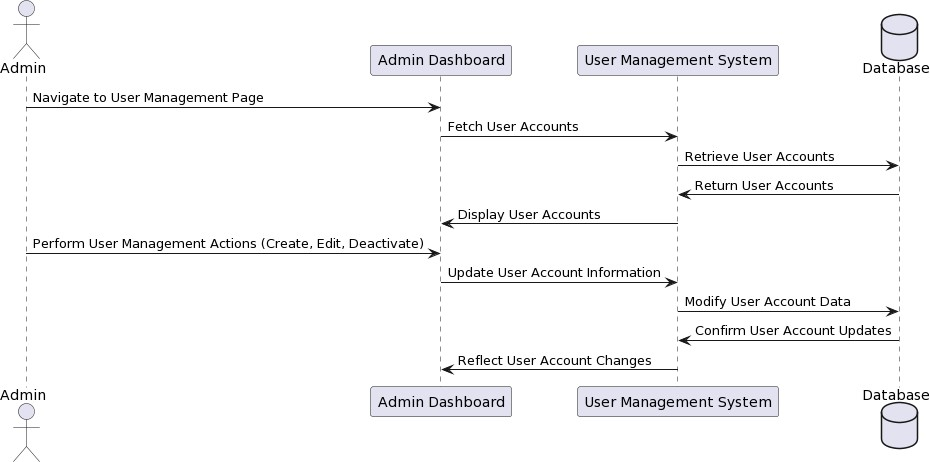 Admin
Admin Dashboard
User Management System
Database
Navigate to User Management Page
Fetch User Accounts
Retrieve User Accounts
Return User Accounts
Display User Accounts
Perform User Management Actions (Create, Edit, Deactivate)
Update User Account Information
Modify User Account Data
Confirm User Account Updates
Reflect User Account Changes
Admin
Admin Dashboard
User Management System
Database